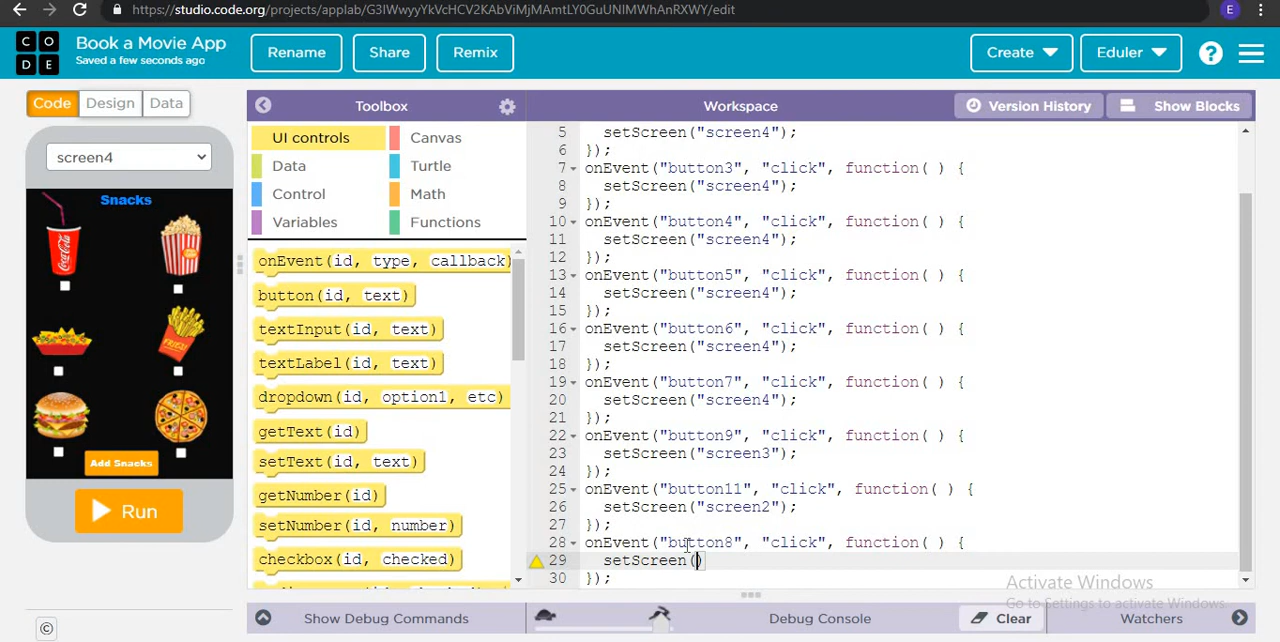 https://studio.code.org/projects/applab/G3IWwyyYkVcHCV2KAbViMjMAmtLY0GuUNIMWhAnRXWY/edit
E
C O
D E
Book a Movie App
Saved a few seconds ago
Rename
Share
Remix
Create
Eduler
?
Code
Design
Data
Toolbox
Workspace
Version History
Show Blocks
screen4
Snacks
Coca-Cola
Add Snacks
Run
UI controls
Canvas
Data
Turtle
Control
Math
Variables
Functions
onEvent(id, type, callback)
button(id, text)
textInput(id, text)
textLabel(id, text)
dropdown(id, option1, etc)
getText(id)
setText(id, text)
getNumber(id)
setNumber(id, number)
checkbox(id, checked)
5 setScreen("screen4");
6 });
7 onEvent("button3", "click", function( ) {
8 setScreen("screen4");
9 });
10 onEvent("button4", "click", function( ) {
11 setScreen("screen4");
12 });
13 onEvent("button5", "click", function( ) {
14 setScreen("screen4");
15 });
16 onEvent("button6", "click", function( ) {
17 setScreen("screen4");
18 });
19 onEvent("button7", "click", function( ) {
20 setScreen("screen4");
21 });
22 onEvent("button9", "click", function( ) {
23 setScreen("screen3");
24 });
25 onEvent("button11", "click", function( ) {
26 setScreen("screen2");
27 });
28 onEvent("button8", "click", function( ) {
29 setScreen()
30 });
Activate Windows
Go to Settings to activate Windows.
©
Show Debug Commands
Debug Console
Clear
Watchers